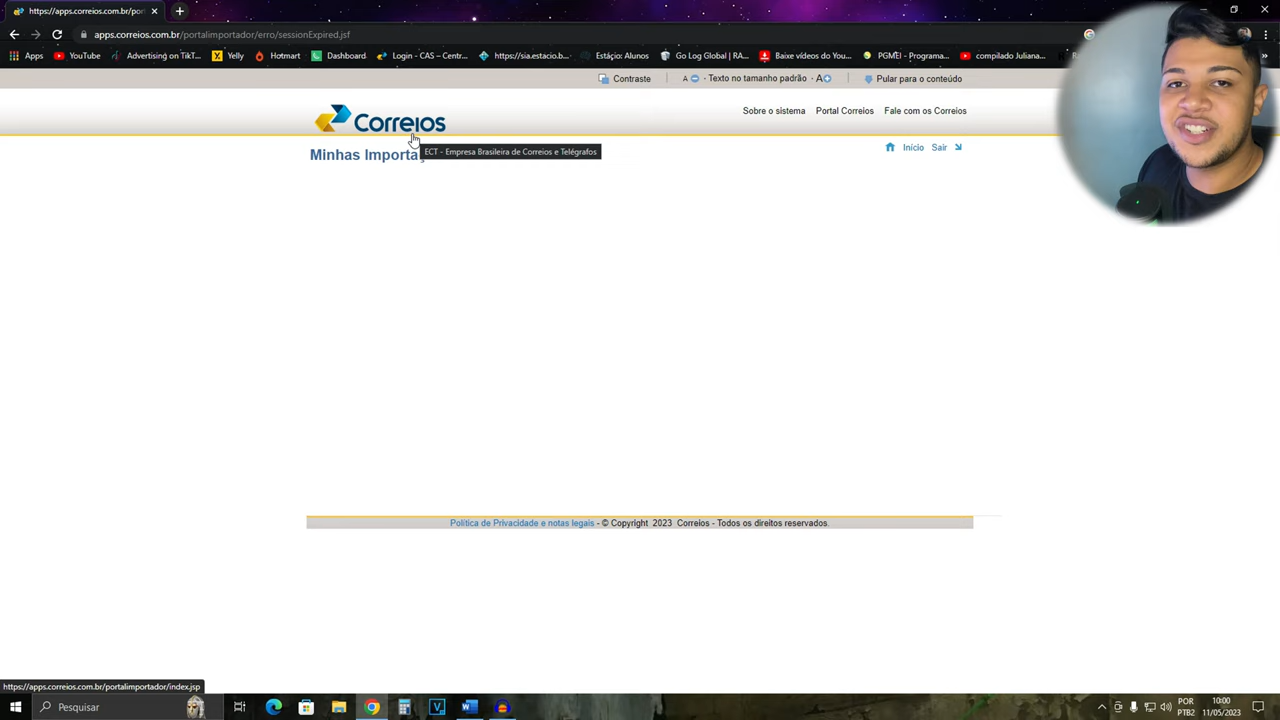 https://apps.correios.com.br/por
apps.correios.com.br/portalimportador/erro/sessionExpired.jsf
Apps YouTube Advertising on TikT... Yelly Hotmart Dashboard Login - CAS – Centr... https://sia.estacio.b... Estácio: Alunos Go Log Global | RA... Baixe vídeos do You... PGMEI - Programa... compilado Juliana...
Contraste A - Texto no tamanho padrão - A Pular para o conteúdo
Correios
Sobre o sistema Portal Correios Fale com os Correios
Minhas Importa
ECT - Empresa Brasileira de Correios e Telégrafos
Início Sair
Política de Privacidade e notas legais - © Copyright 2023 Correios - Todos os direitos reservados.
https://apps.correios.com.br/portalimportador/index.jsp
Pesquisar
POR
PTB2
10:00
11/05/2023